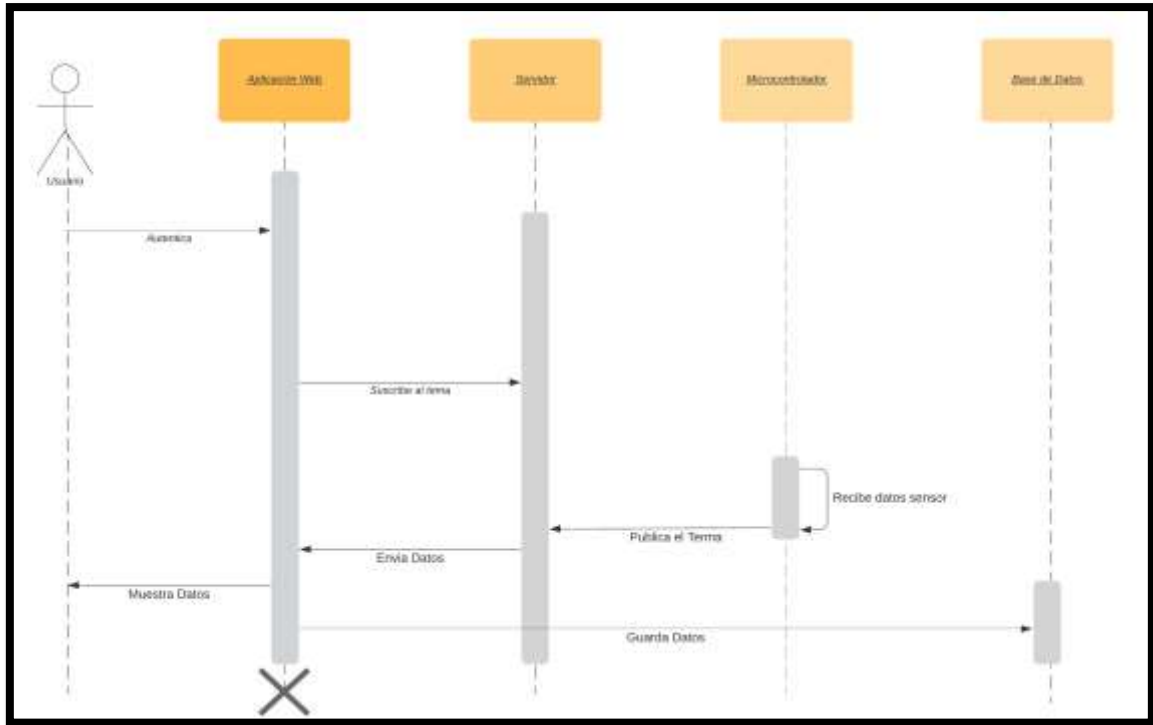 Aplicación Web
Servidor
Microcontrolador
Base de Datos
Usuario
Autentica
Suscribe al tema
Recibe datos sensor
Publica el Tema
Envia Datos
Muestra Datos
Guarda Datos